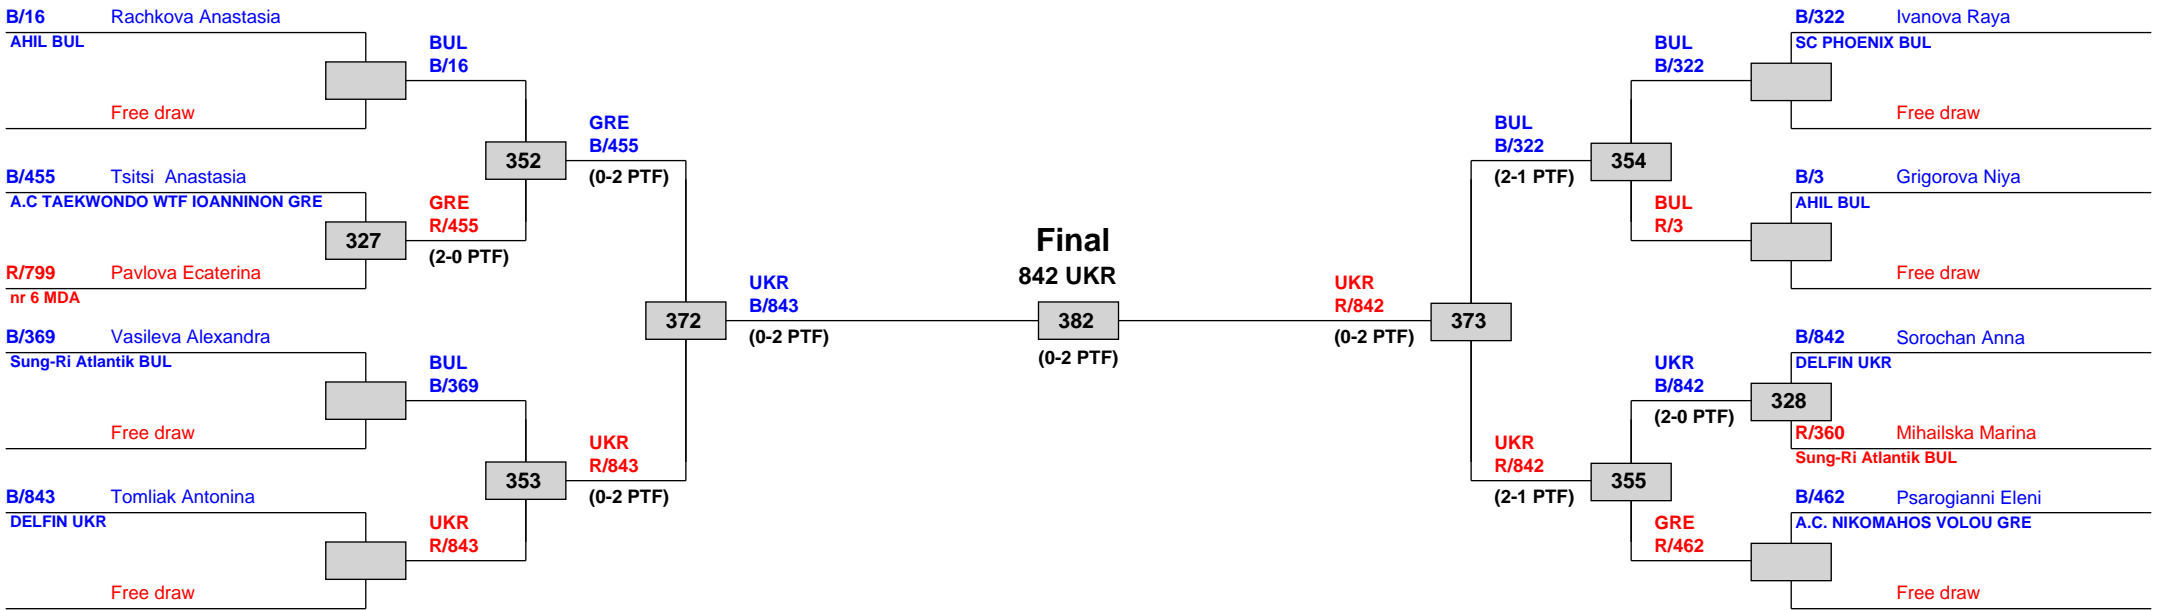 B/16 Rachkova Anastasia
AHIL BUL
Free draw
B/455 Tsitsi Anastasia
A.C TAEKWONDO WTF IOANNINON GRE
327
R/799 Pavlova Ecaterina
nr 6 MDA
B/369 Vasileva Alexandra
Sung-Ri Atlantik BUL
Free draw
B/843 Tomliak Antonina
DELFIN UKR
Free draw
BUL
B/16
352
GRE
R/455
(2-0 PTF)
BUL
B/369
353
UKR
R/843
GRE
B/455
(0-2 PTF)
372
UKR
R/843
(0-2 PTF)
UKR
B/843
(0-2 PTF)
Final
842 UKR
382
(0-2 PTF)
UKR
R/842
(0-2 PTF)
373
BUL
B/322
(2-1 PTF)
UKR
R/842
(2-1 PTF)
BUL
B/322
354
BUL
R/3
UKR
B/842
(2-0 PTF)
355
GRE
R/462
B/322 Ivanova Raya
SC PHOENIX BUL
Free draw
B/3 Grigorova Niya
AHIL BUL
Free draw
B/842 Sorochan Anna
DELFIN UKR
328
R/360 Mihailska Marina
Sung-Ri Atlantik BUL
B/462 Psarogianni Eleni
A.C. NIKOMAHOS VOLOU GRE
Free draw